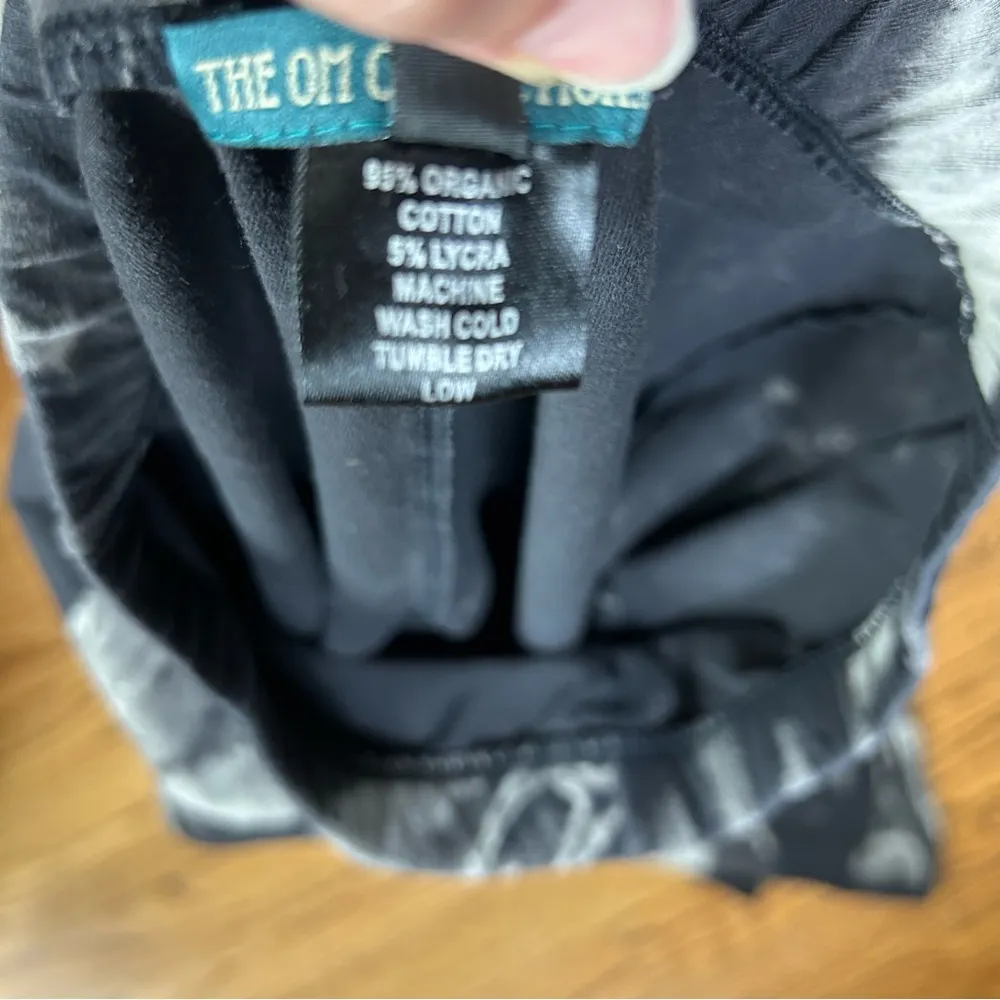 THE OM
95% ORGANIC
COTTON
5% LYCRA
MACHINE
WASH COLD
TUMBLE DRY
LOW